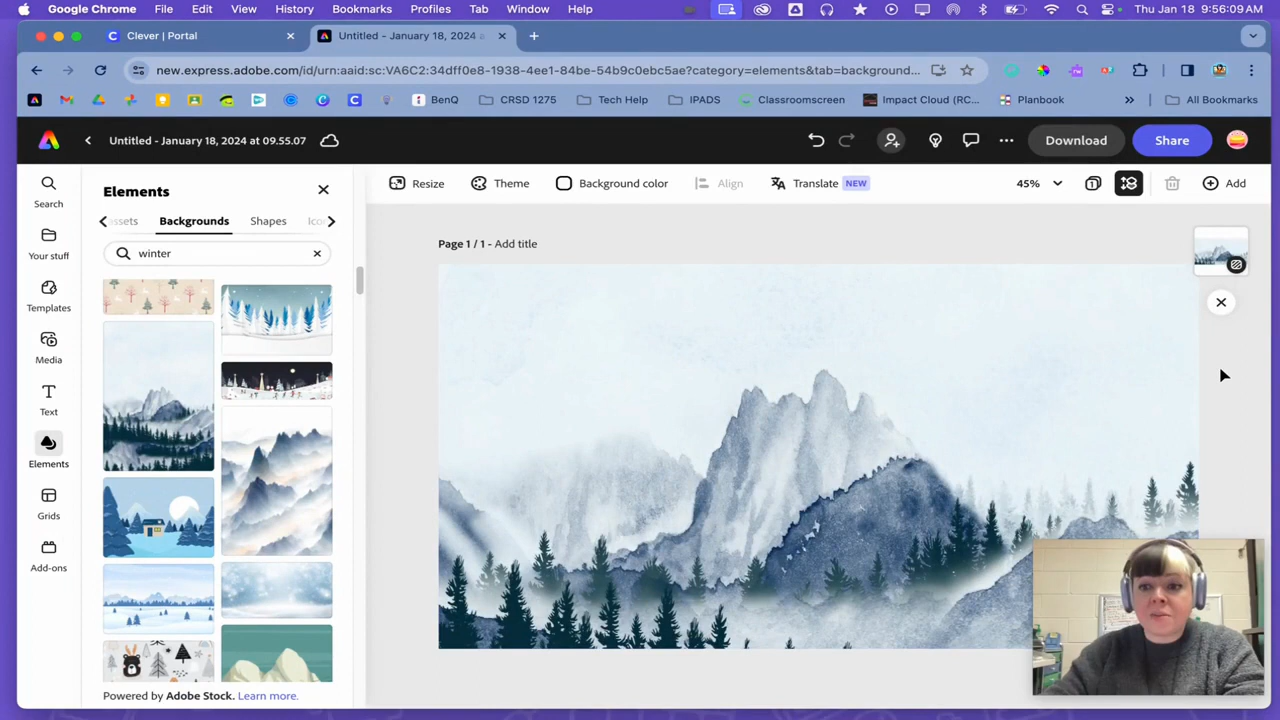 Google Chrome File Edit View History Bookmarks Profiles Tab Window Help Thu Jan 18 9:56:09 AM
Clever | Portal
Untitled - January 18, 2024 a
new.express.adobe.com/id/urn:aaid:sc:VA6C2:34dff0e8-1938-4ee1-84be-54b9c0ebc5ae?category=elements&tab=background...
BenQ CRSD 1275 Tech Help IPADS Classroomscreen Impact Cloud (RC... Planbook All Bookmarks
Untitled - January 18, 2024 at 09.55.07 Download Share
Search
Your stuff
Templates
Media
Text
Elements
Grids
Add-ons
Elements
ssets Backgrounds Shapes Ico
winter
Powered by Adobe Stock. Learn more.
Resize Theme Background color Align Translate NEW 45% 1 Add
Page 1 / 1 - Add title